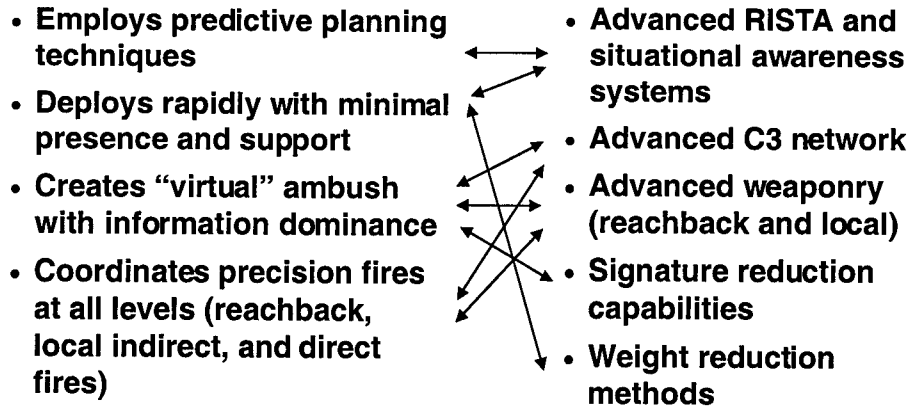 • Employs predictive planning
techniques
• Deploys rapidly with minimal
presence and support
• Creates “virtual” ambush
with information dominance
• Coordinates precision fires
at all levels (reachback,
local indirect, and direct
fires)
• Advanced RISTA and
situational awareness
systems
• Advanced C3 network
• Advanced weaponry
(reachback and local)
• Signature reduction
capabilities
• Weight reduction
methods